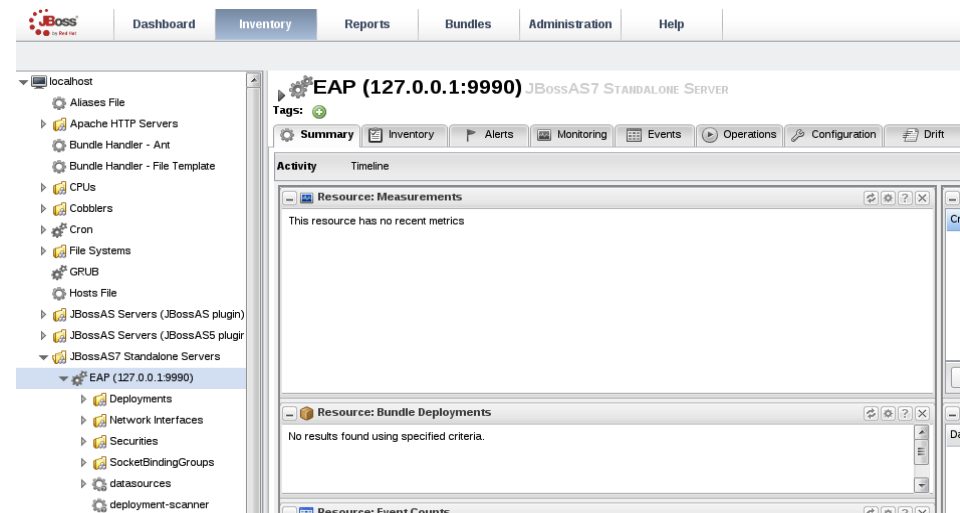 JBoss
by Red Hat
Dashboard Inventory Reports Bundles Administration Help
localhost
Aliases File
Apache HTTP Servers
Bundle Handler - Ant
Bundle Handler - File Template
CPUs
Cobblers
Cron
File Systems
GRUB
Hosts File
JBossAS Servers (JBossAS plugin)
JBossAS Servers (JBossAS5 plugir
JBossAS7 Standalone Servers
EAP (127.0.0.1:9990)
Deployments
Network Interfaces
Securities
SocketBindingGroups
datasources
deployment-scanner
EAP (127.0.0.1:9990) JBossAS7 Standalone Server
Tags:
Summary Inventory Alerts Monitoring Events Operations Configuration Drift
Activity Timeline
Resource: Measurements
This resource has no recent metrics
Cr
Resource: Bundle Deployments
No results found using specified criteria.
Da
Resource: Event Counts